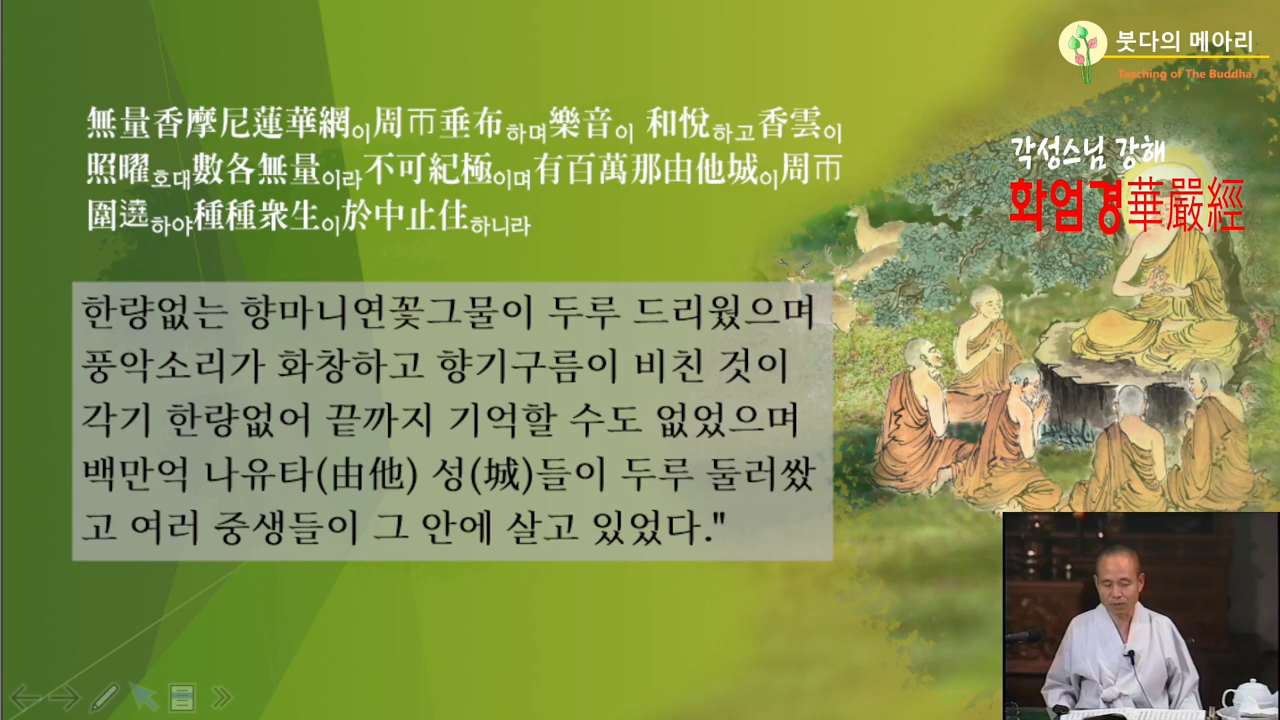 붓다의 메아리
Teaching of The Buddha
각성스님 강해
화엄경華嚴經
無量香摩尼蓮華網이周帀垂布하며樂音이 和悅하고香雲이
照曜호대數各無量이라不可紀極이며有百萬那由他城이周帀
圍遶하야種種衆生이於中止住하니라
한량없는 향마니연꽃그물이 두루 드리웠으며
풍악소리가 화창하고 향기구름이 비친 것이
각기 한량없어 끝까지 기억할 수도 없었으며
백만억 나유타(由他) 성(城)들이 두루 둘러쌌
고 여러 중생들이 그 안에 살고 있었다."